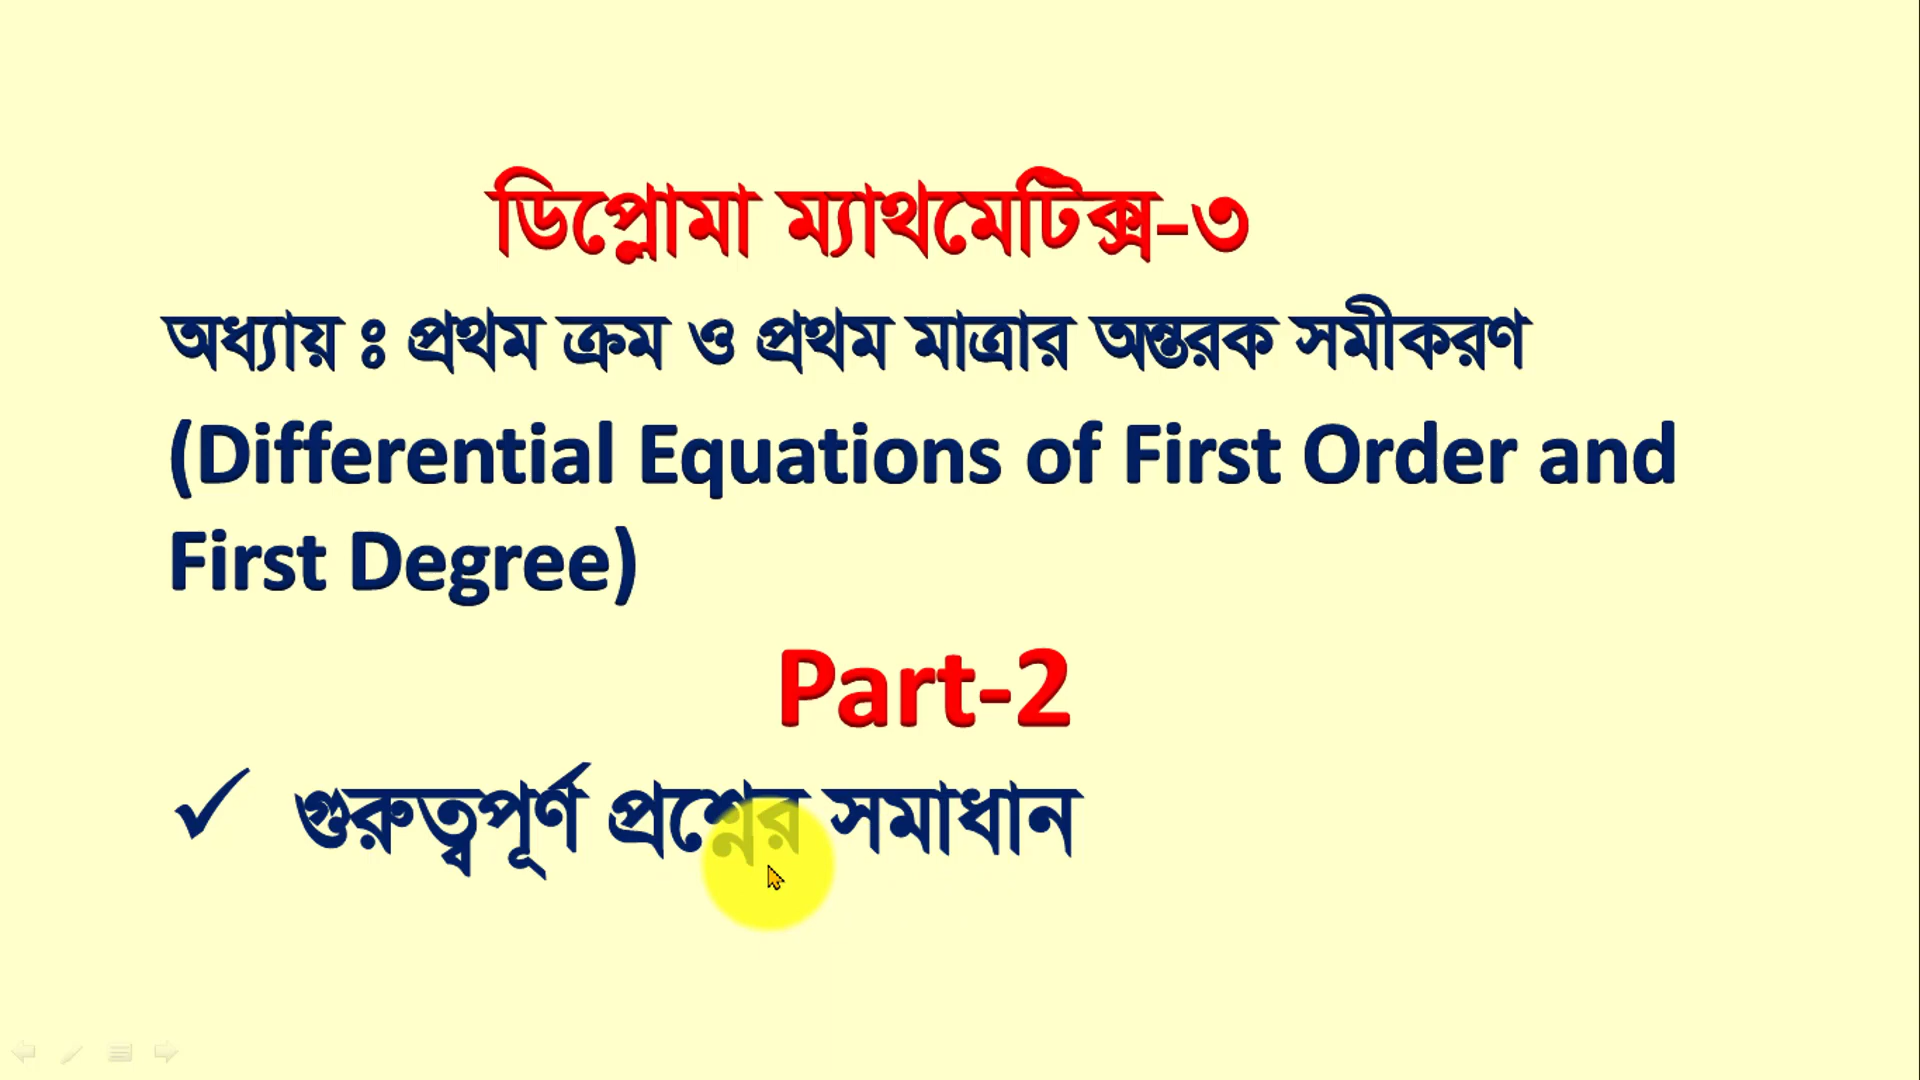 ডিপ্লোমা ম্যাথমেটিক্স-৩
অধ্যায় ঃ প্রথম ক্রম ও প্রথম মাত্রার অন্তরক সমীকরণ
(Differential Equations of First Order and
First Degree)
Part-2
✓ গুরুত্বপূর্ণ প্রশ্নের সমাধান